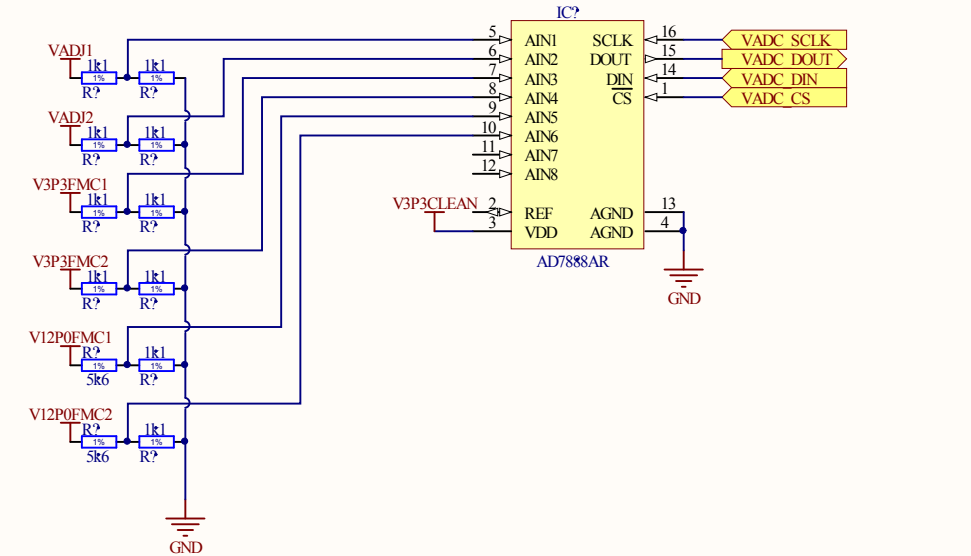 IC?
VADJ1
1k1 1k1
1% 1%
R? R?
VADJ2
1k1 1k1
1% 1%
R? R?
V3P3FMC1
1k1 1k1
1% 1%
R? R?
V3P3FMC2
1k1 1k1
1% 1%
R? R?
V12P0FMC1
R? 1k1
1% 1%
5k6 R?
V12P0FMC2
R? 1k1
1% 1%
5k6 R?
GND
5 AIN1 SCLK 16 VADC_SCLK
6 AIN2 DOUT 15 VADC_DOUT
7 AIN3 DIN 14 VADC_DIN
8 AIN4 CS 1 VADC_CS
9 AIN5
10 AIN6
11 AIN7
12 AIN8
V3P3CLEAN 2 REF AGND 13
3 VDD AGND 4
AD7888AR
GND